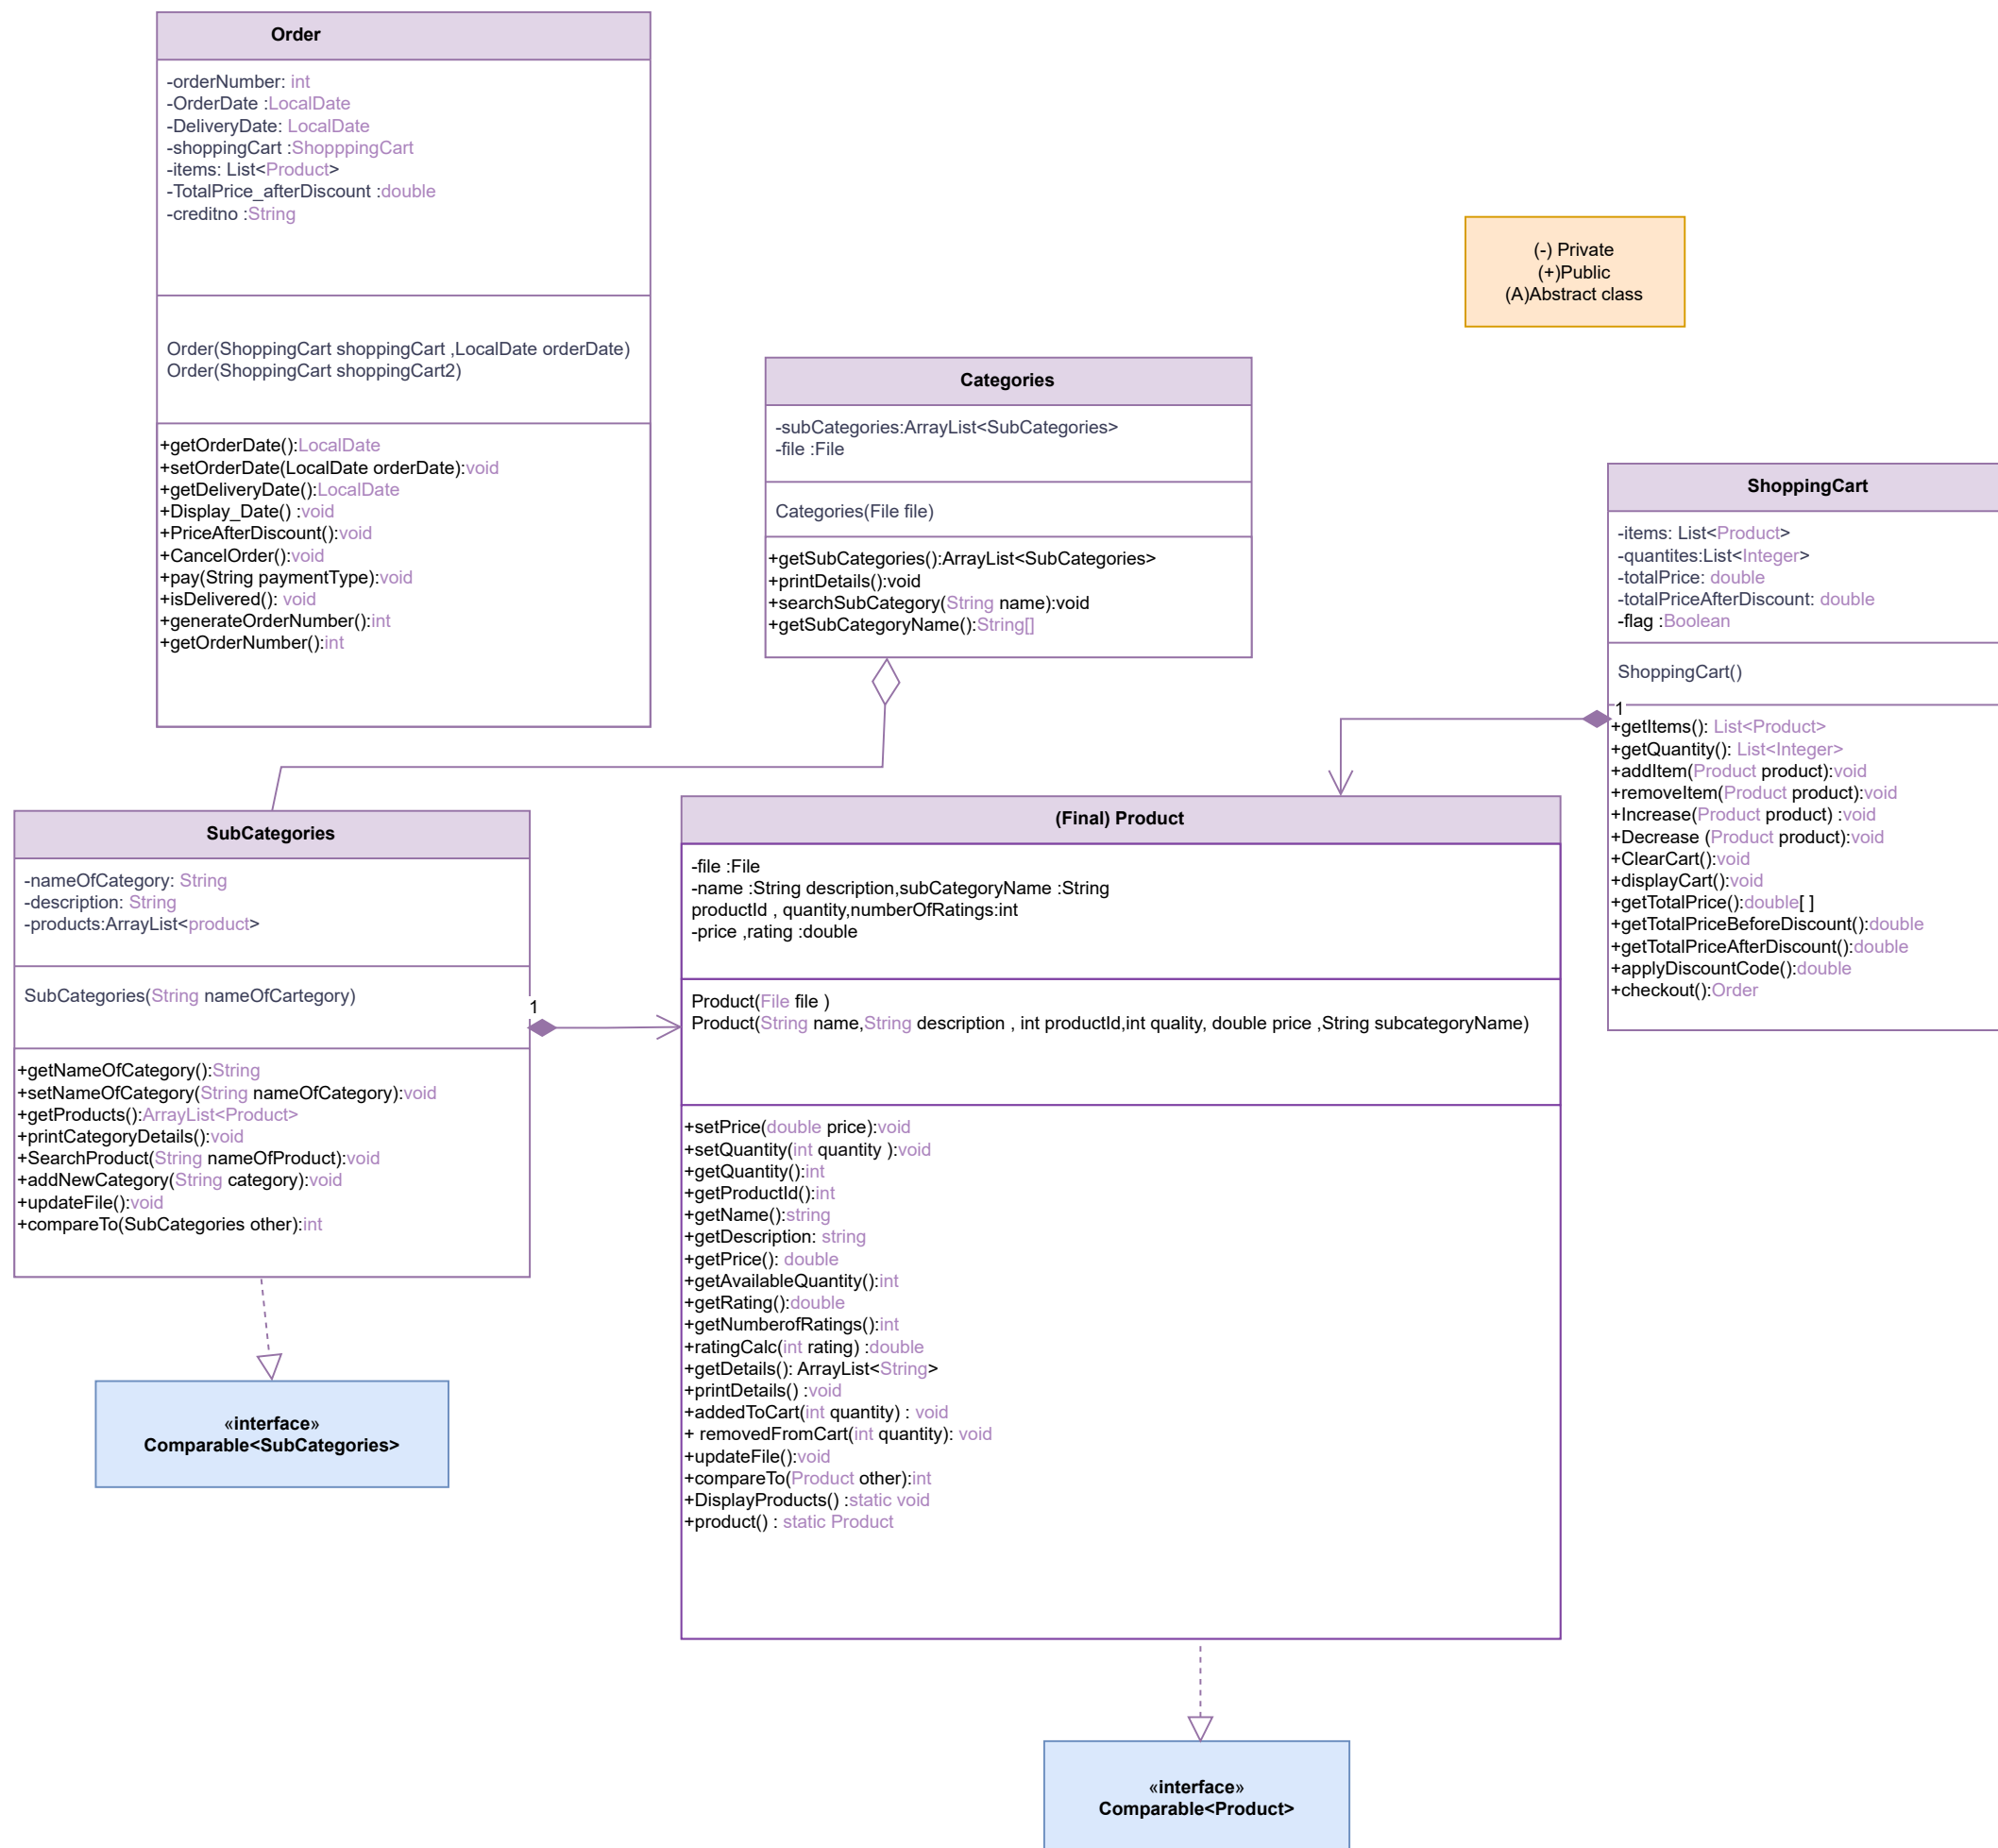 Order
-orderNumber: int
-OrderDate :LocalDate
-DeliveryDate: LocalDate
-shoppingCart :ShopppingCart
-items: List<Product>
-TotalPrice_afterDiscount :double
-creditno :String
Order(ShoppingCart shoppingCart ,LocalDate orderDate)
Order(ShoppingCart shoppingCart2)
+getOrderDate():LocalDate
+setOrderDate(LocalDate orderDate):void
+getDeliveryDate():LocalDate
+Display_Date() :void
+PriceAfterDiscount():void
+CancelOrder():void
+pay(String paymentType):void
+isDelivered(): void
+generateOrderNumber():int
+getOrderNumber():int
(-) Private
(+)Public
(A)Abstract class
Categories
-subCategories:ArrayList<SubCategories>
-file :File
Categories(File file)
+getSubCategories():ArrayList<SubCategories>
+printDetails():void
+searchSubCategory(String name):void
+getSubCategoryName():String[]
ShoppingCart
-items: List<Product>
-quantites:List<Integer>
-totalPrice: double
-totalPriceAfterDiscount: double
-flag :Boolean
ShoppingCart()
1
+getItems(): List<Product>
+getQuantity(): List<Integer>
+addItem(Product product):void
+removeItem(Product product):void
+Increase(Product product) :void
+Decrease (Product product):void
+ClearCart():void
+displayCart():void
+getTotalPrice():double[ ]
+getTotalPriceBeforeDiscount():double
+getTotalPriceAfterDiscount():double
+applyDiscountCode():double
+checkout():Order
SubCategories
-nameOfCategory: String
-description: String
-products:ArrayList<product>
SubCategories(String nameOfCartegory)
1
+getNameOfCategory():String
+setNameOfCategory(String nameOfCategory):void
+getProducts():ArrayList<Product>
+printCategoryDetails():void
+SearchProduct(String nameOfProduct):void
+addNewCategory(String category):void
+updateFile():void
+compareTo(SubCategories other):int
(Final) Product
-file :File
-name :String description,subCategoryName :String
productId , quantity,numberOfRatings:int
-price ,rating :double
Product(File file )
Product(String name,String description , int productId,int quality, double price ,String subcategoryName)
+setPrice(double price):void
+setQuantity(int quantity ):void
+getQuantity():int
+getProductId():int
+getName():string
+getDescription: string
+getPrice(): double
+getAvailableQuantity():int
+getRating():double
+getNumberofRatings():int
+ratingCalc(int rating) :double
+getDetails(): ArrayList<String>
+printDetails() :void
+addedToCart(int quantity) : void
+ removedFromCart(int quantity): void
+updateFile():void
+compareTo(Product other):int
+DisplayProducts() :static void
+product() : static Product
«interface»
Comparable<SubCategories>
«interface»
Comparable<Product>